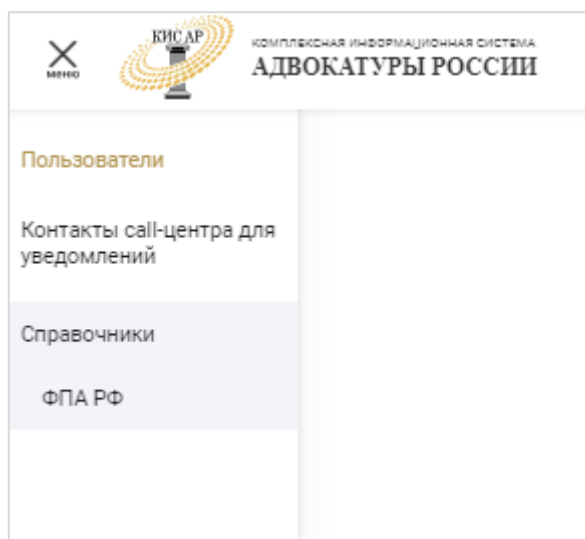 КИС АР
КОМПЛЕКСНАЯ ИНФОРМАЦИОННАЯ СИСТЕМА
АДВОКАТУРЫ РОССИИ
меню
Пользователи
Контакты call-центра для
уведомлений
Справочники
ФПА РФ